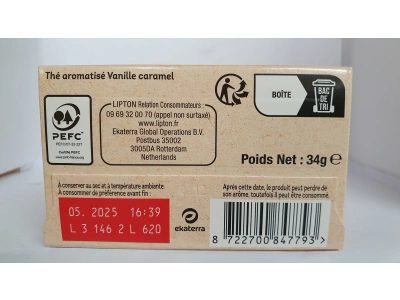 Thé aromatisé Vanille caramel
LIPTON Relation Consommateurs :
09 69 32 00 70 (appel non surtaxé)
www.lipton.fr
Ekaterra Global Operations B.V.
Postbus 35002
3005DA Rotterdam
Netherlands
PEFC
Certifié PEFC
BOÎTE
BAC
DE
TRI
Poids Net : 34g e
À conserver au sec et à température ambiante.
À consommer de préférence avant fin :
05. 2025 16:39
L 3 146 2 L 620
ekaterra
Après cette date, le produit peut perdre de
son arôme, toutefois il peut être consommé.
8 722700 847793 >